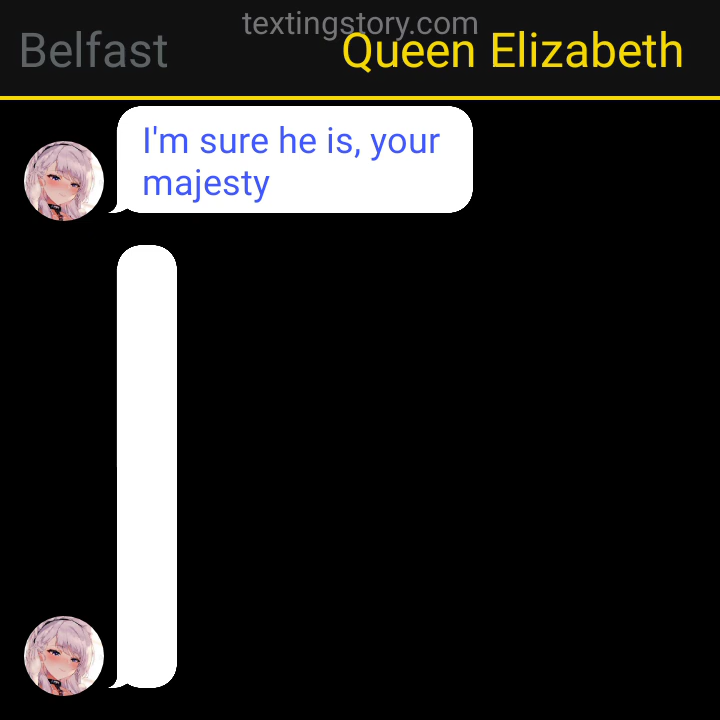 textingstory.com
Belfast
Queen Elizabeth
I'm sure he is, your
majesty